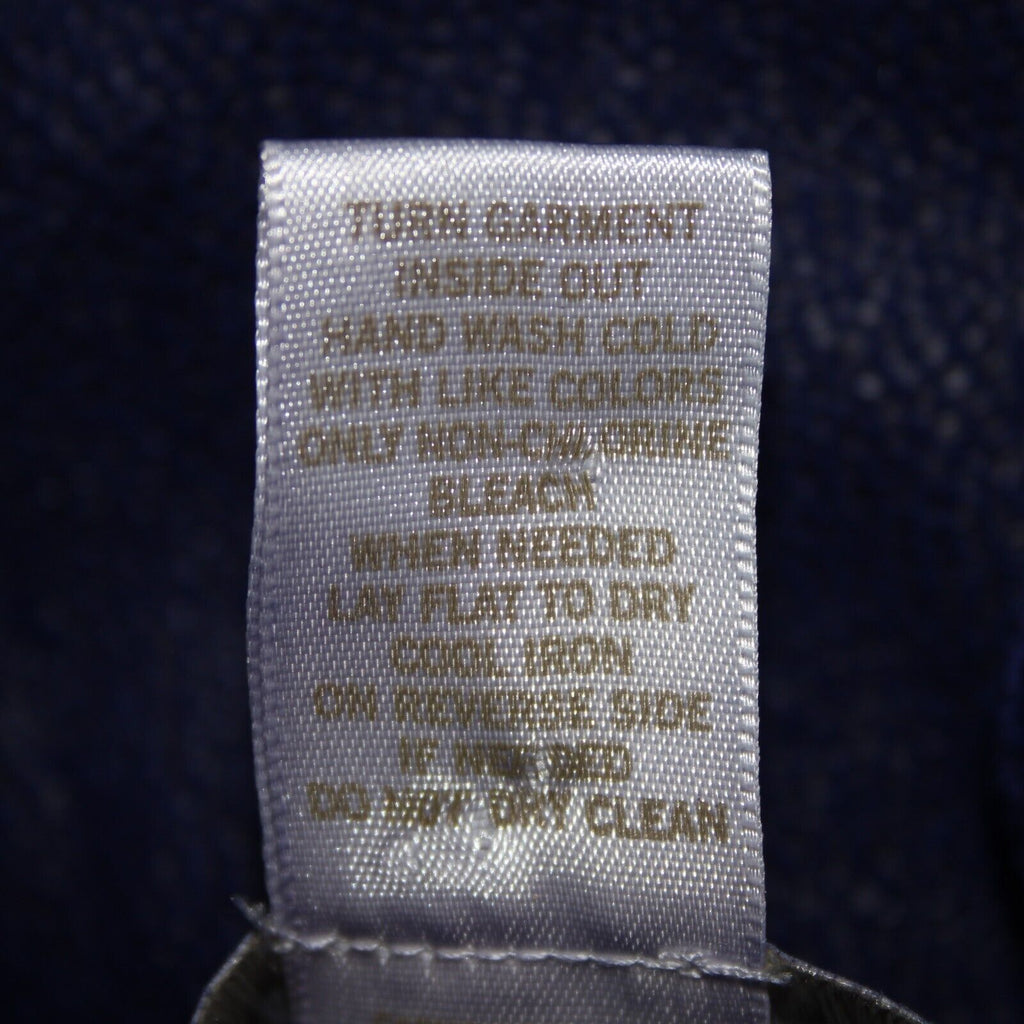 TURN GARMENT
INSIDE OUT
HAND WASH COLD
WITH LIKE COLORS
ONLY NON-CHLORINE
BLEACH
WHEN NEEDED
LAY FLAT TO DRY
COOL IRON
ON REVERSE SIDE
IF NEEDED
DO NOT DRY CLEAN